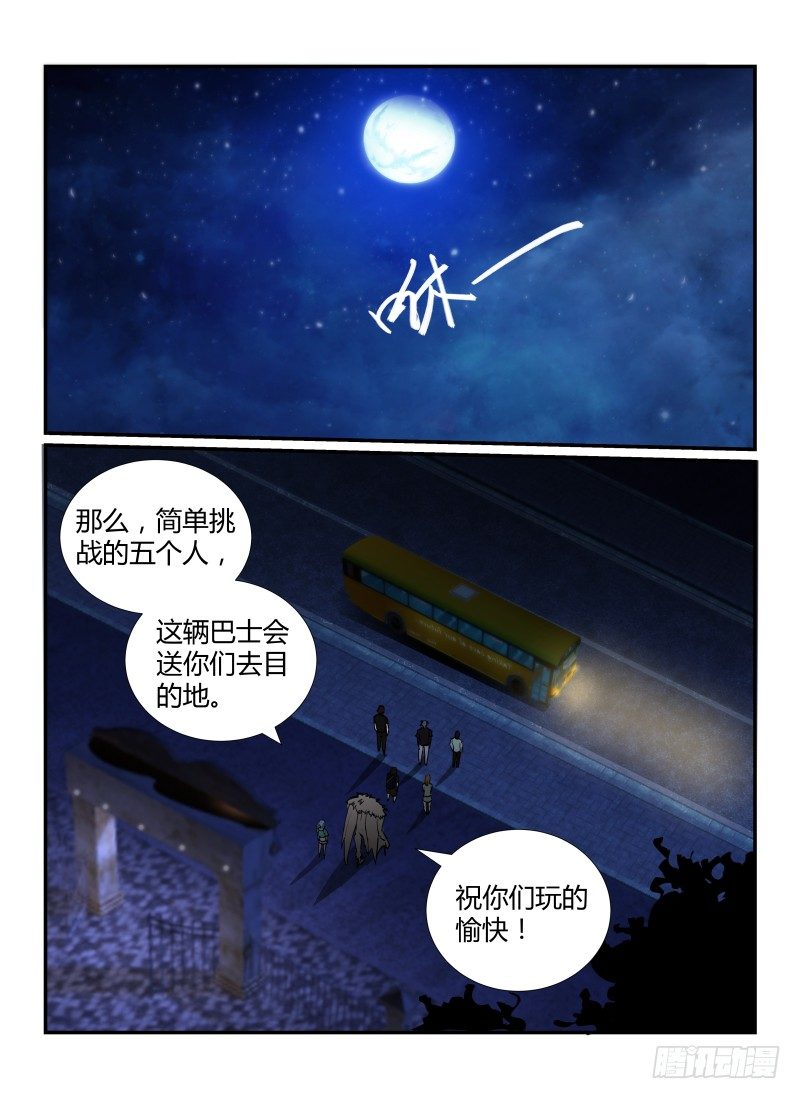 咻一
那么，简单挑
战的五个人，
这辆巴士会
送你们去目
的地。
祝你们玩的
愉快！
腾讯动漫